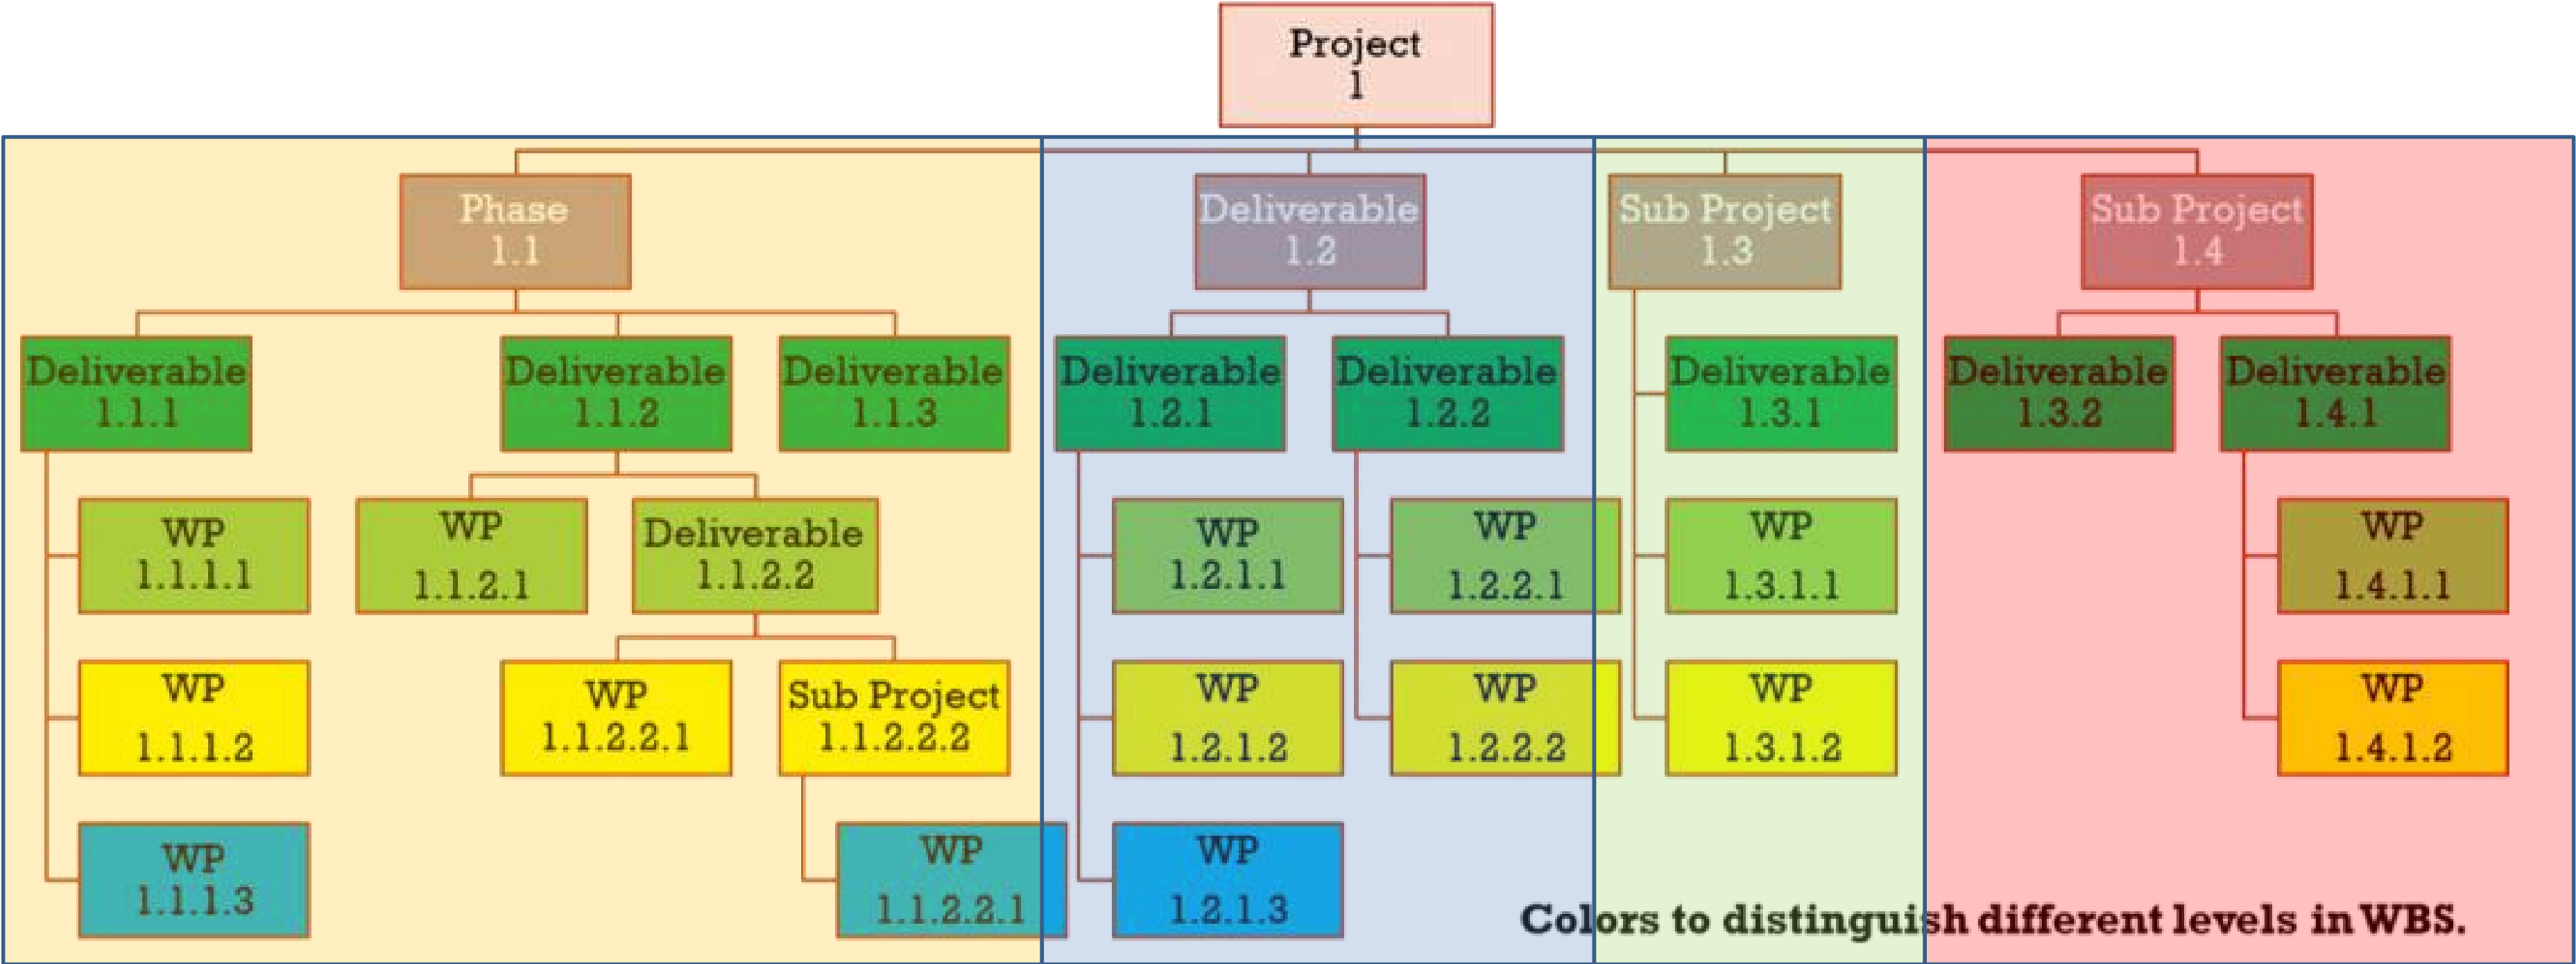 Project
1
Phase
1.1
Deliverable
1.2
Sub Project
1.3
Sub Project
1.4
Deliverable
1.1.1
Deliverable
1.1.2
Deliverable
1.1.3
Deliverable
1.2.1
Deliverable
1.2.2
Deliverable
1.3.1
Deliverable
1.3.2
Deliverable
1.4.1
WP
1.1.1.1
WP
1.1.2.1
Deliverable
1.1.2.2
WP
1.2.1.1
WP
1.2.2.1
WP
1.3.1.1
WP
1.4.1.1
WP
1.1.1.2
WP
1.1.2.2.1
Sub Project
1.1.2.2.2
WP
1.2.1.2
WP
1.2.2.2
WP
1.3.1.2
WP
1.4.1.2
WP
1.1.1.3
WP
1.1.2.2.1
WP
1.2.1.3
Colors to distinguish different levels in WBS.